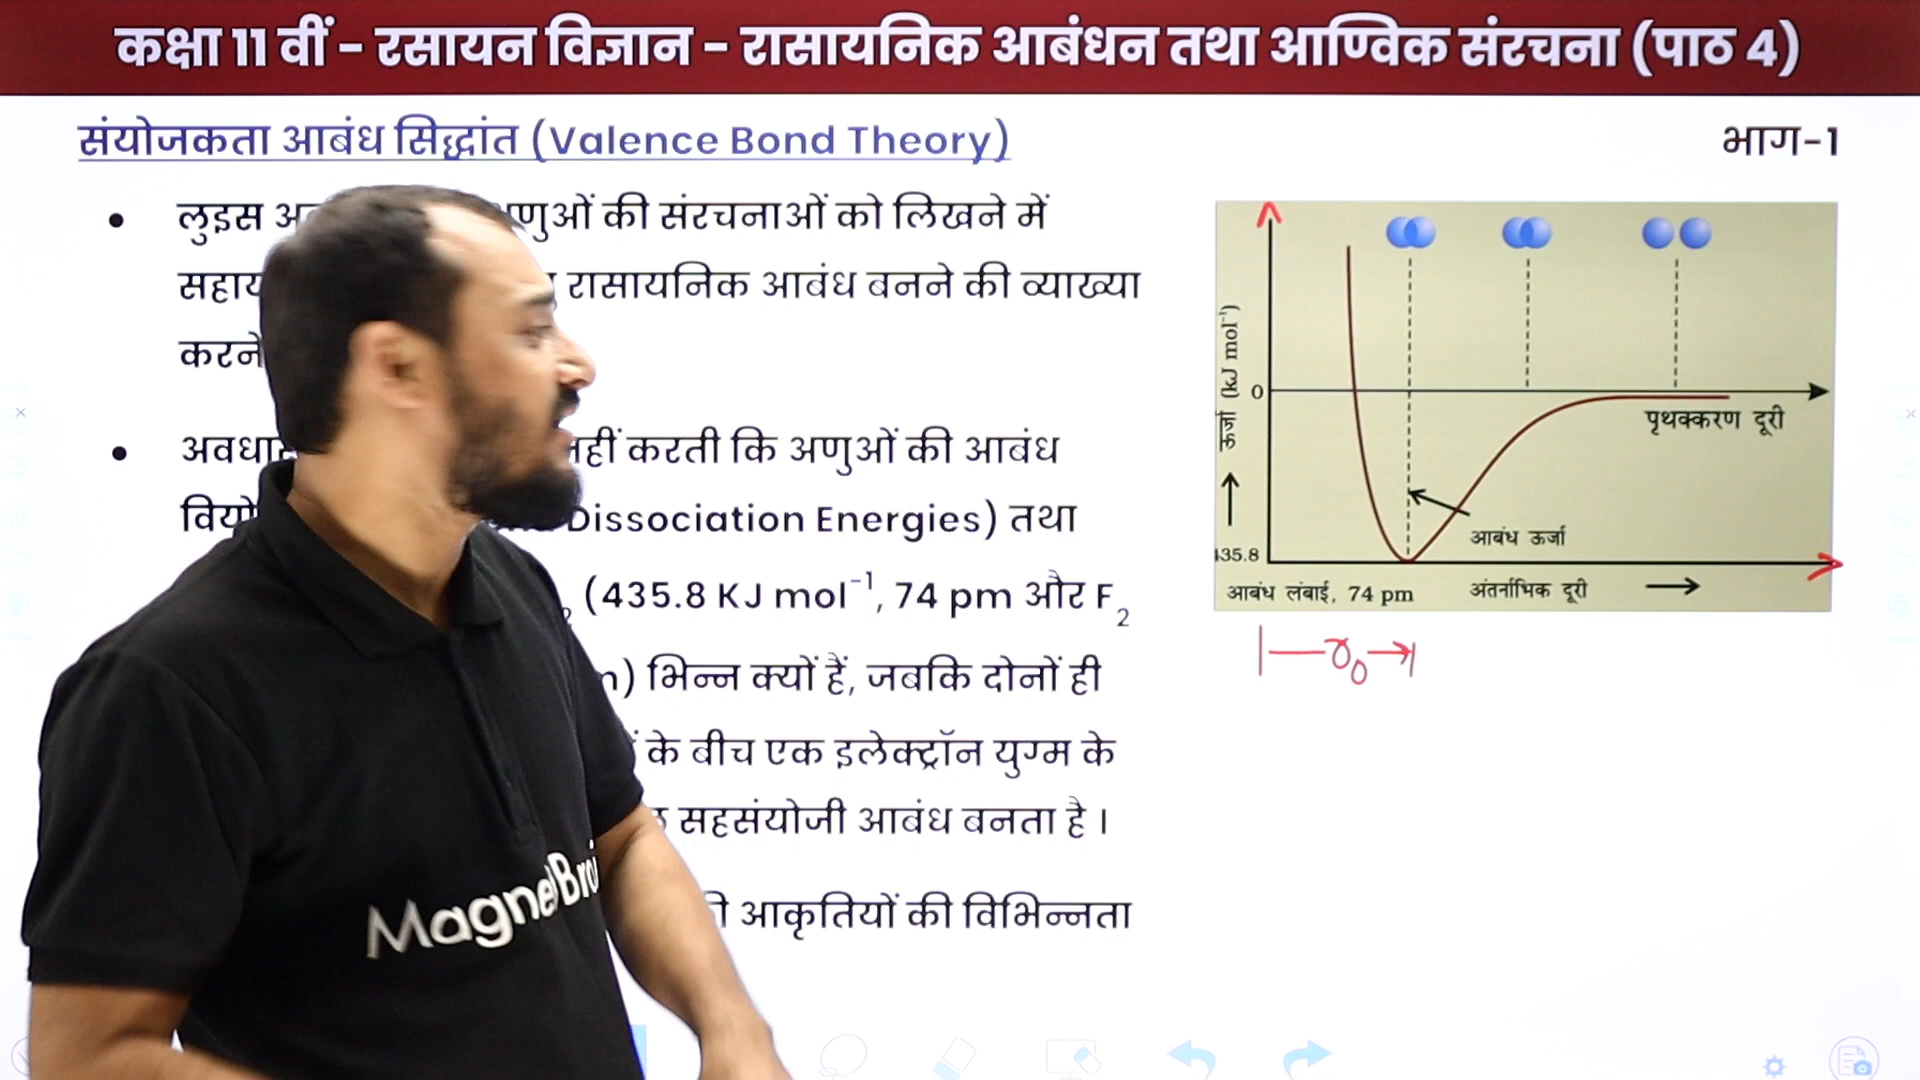 कक्षा 11 वीं - रसायन विज्ञान - रासायनिक आबंधन तथा आण्विक संरचना (पाठ 4)
संयोजकता आबंध सिद्धांत (Valence Bond Theory)
भाग-1
लुइस की संरचनाओं को लिखने में
रासायनिक आबंध बनने की व्याख्या
करने
नहीं करती कि अणुओं की आबंध
Dissociation Energies) तथा
(435.8 KJ mol⁻¹, 74 pm और F₂
भिन्न क्यों हैं, जबकि दोनों ही
के बीच एक इलेक्ट्रॉन युग्म के
सहसंयोजी आबंध बनता है ।
आकृतियों की विभिन्नता
ऊर्जा (kJ mol⁻¹)
0
पृथक्करण दूरी
आबंध ऊर्जा
435.8
आबंध लंबाई, 74 pm
अंतर्नाभिक दूरी
r₀
Magnet Brai